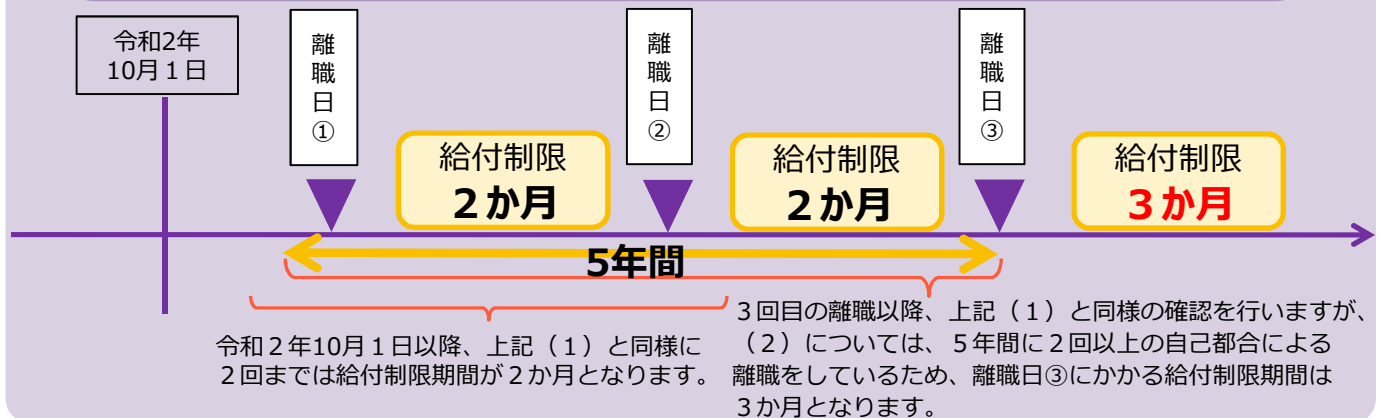 令和2年
10月１日
離職日①
離職日②
離職日③
給付制限
２か月
給付制限
２か月
給付制限
３か月
5年間
令和２年10月１日以降、上記（１）と同様に
２回までは給付制限期間が２か月となります。
３回目の離職以降、上記（１）と同様の確認を行いますが、
（２）については、５年間に２回以上の自己都合による
離職をしているため、離職日③にかかる給付制限期間は
３か月となります。